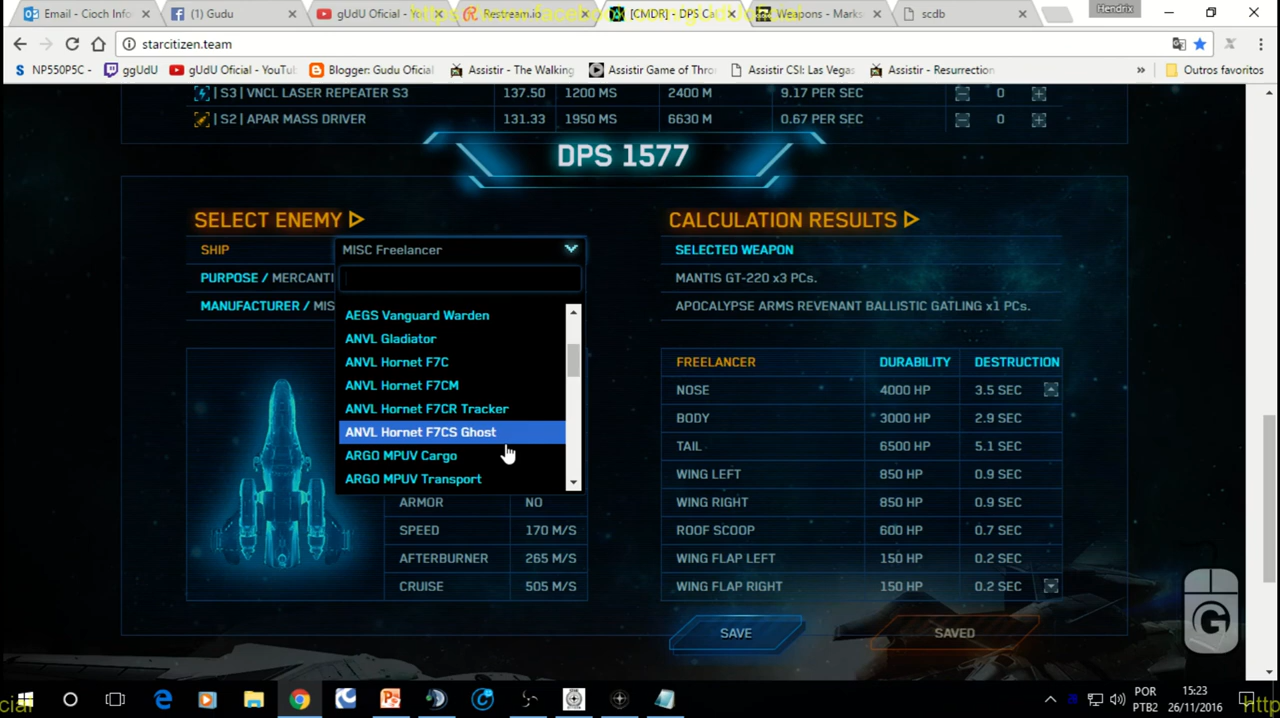 Email - Cioch Info
(1) Gudu
gUdU Oficial - Yo
Restream.io
[CMDR] - DPS Cal
Weapons - Marks
scdb
Hendrix
starcitizen.team
NP550P5C -
ggUdU
gUdU Oficial - YouTub
Blogger: Gudu Oficial
Assistir - The Walking
Assistir Game of Thro
Assistir CSI: Las Vegas
Assistir - Resurrection
»
Outros favoritos
| S3 | VNCL LASER REPEATER S3 137.50 1200 MS 2400 M 9.17 PER SEC 0
| S2 | APAR MASS DRIVER 131.33 1950 MS 6630 M 0.67 PER SEC 0
DPS 1577
SELECT ENEMY
SHIP MISC Freelancer
PURPOSE / MERCANTI
MANUFACTURER / MIS
AEGS Vanguard Warden
ANVL Gladiator
ANVL Hornet F7C
ANVL Hornet F7CM
ANVL Hornet F7CR Tracker
ANVL Hornet F7CS Ghost
ARGO MPUV Cargo
ARGO MPUV Transport
ARMOR NO
SPEED 170 M/S
AFTERBURNER 265 M/S
CRUISE 505 M/S
CALCULATION RESULTS
SELECTED WEAPON
MANTIS GT-220 x3 PCs.
APOCALYPSE ARMS REVENANT BALLISTIC GATLING x1 PCs.
FREELANCER DURABILITY DESTRUCTION
NOSE 4000 HP 3.5 SEC
BODY 3000 HP 2.9 SEC
TAIL 6500 HP 5.1 SEC
WING LEFT 850 HP 0.9 SEC
WING RIGHT 850 HP 0.9 SEC
ROOF SCOOP 600 HP 0.7 SEC
WING FLAP LEFT 150 HP 0.2 SEC
WING FLAP RIGHT 150 HP 0.2 SEC
SAVE
SAVED
G
cial
POR
PTB2
15:23
26/11/2016
http